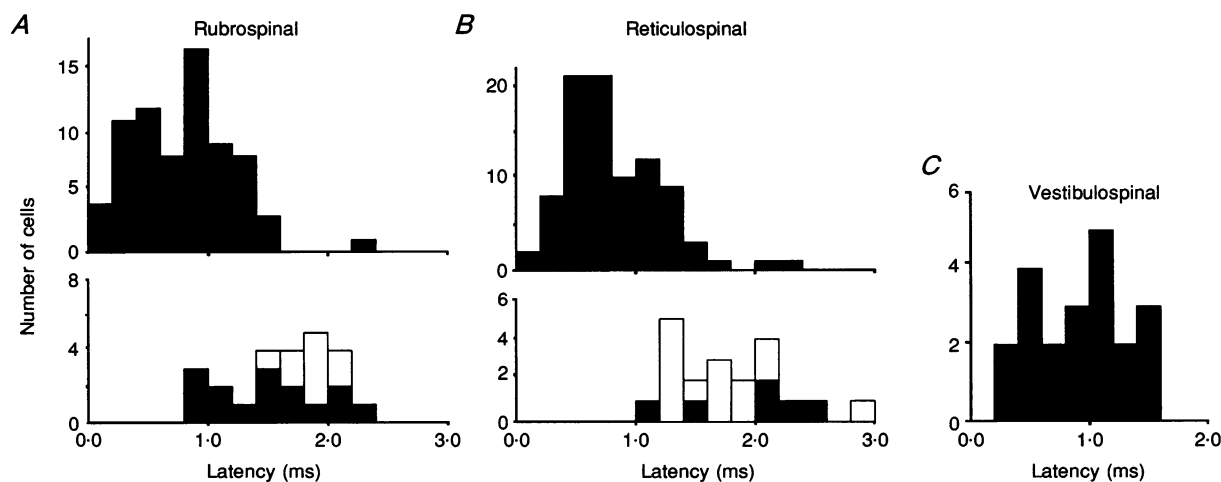 A
Rubrospinal
B
Reticulospinal
C
Vestibulospinal
Number of cells
15
10
5
0
8
4
0
0·0
1·0
2·0
3·0
Latency (ms)
20
10
0
6
4
2
0
0·0
1·0
2·0
3·0
Latency (ms)
6
4
2
0
0·0
1·0
2·0
Latency (ms)